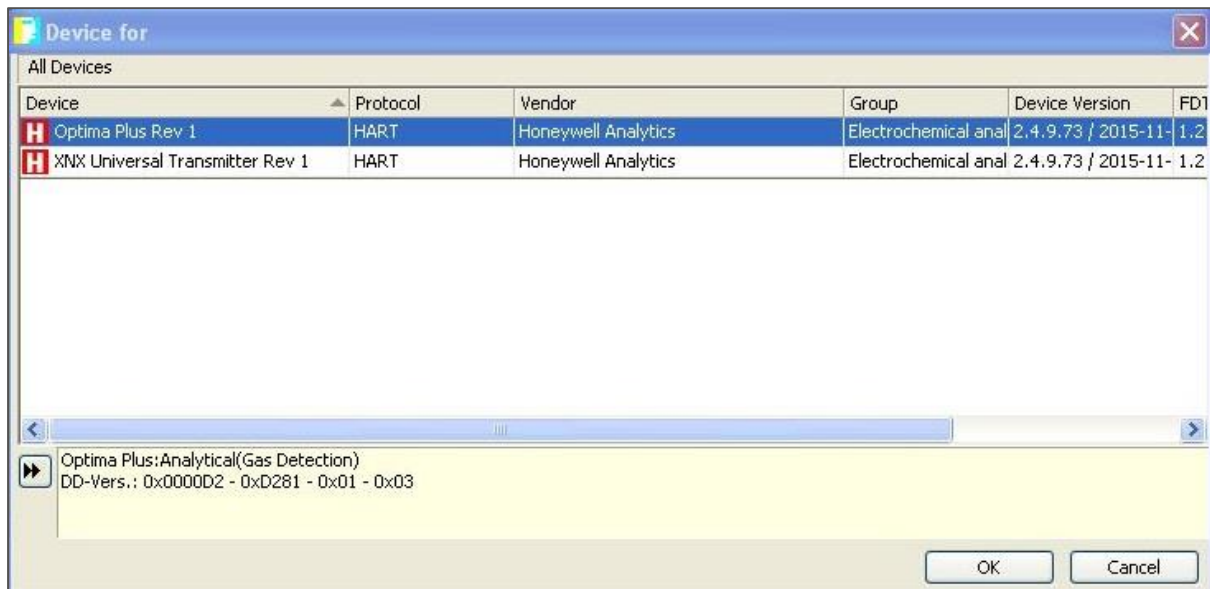 Device for
All Devices
Device Protocol Vendor Group Device Version FDT
H Optima Plus Rev 1 HART Honeywell Analytics Electrochemical anal 2.4.9.73 / 2015-11- 1.2
H XNX Universal Transmitter Rev 1 HART Honeywell Analytics Electrochemical anal 2.4.9.73 / 2015-11- 1.2
Optima Plus:Analytical(Gas Detection)
DD-Vers.: 0x0000D2 - 0xD281 - 0x01 - 0x03
OK Cancel